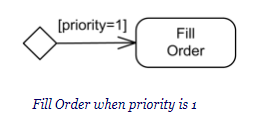 [priority=1]
Fill
Order
Fill Order when priority is 1